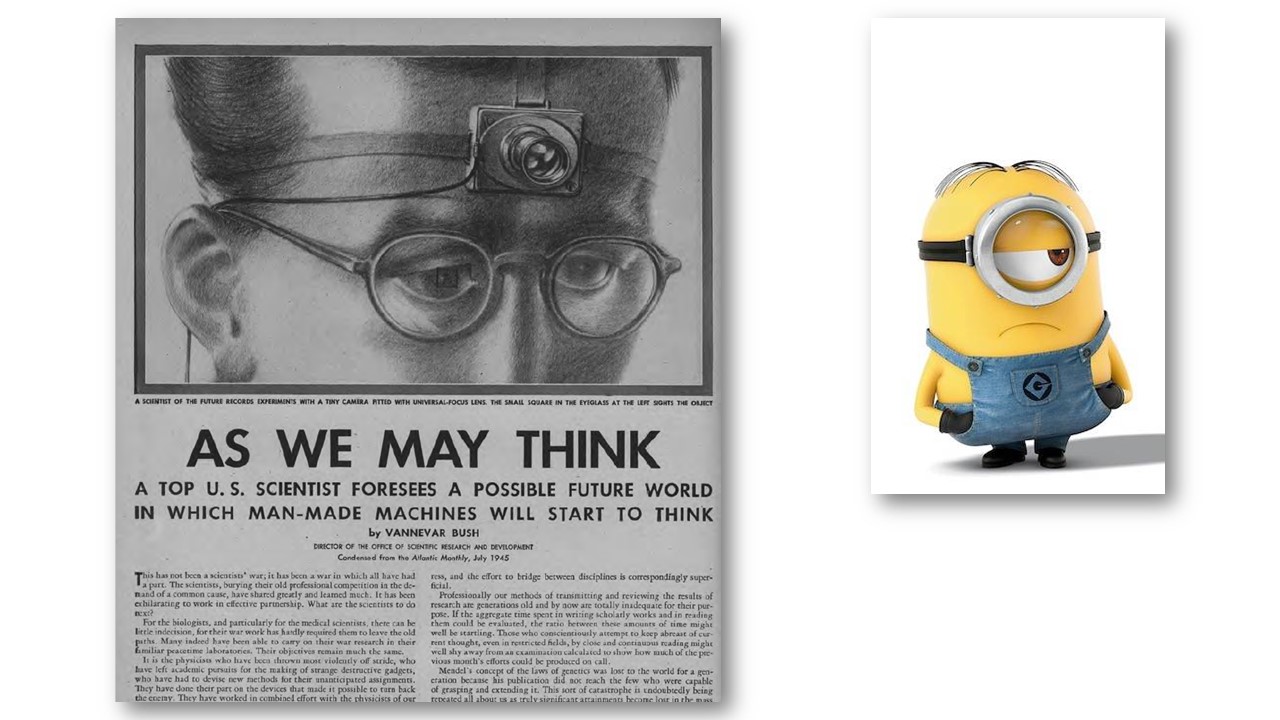 A SCIENTIST OF THE FUTURE RECORDS EXPERIMENTS WITH A TINY CAMERA FITTED WITH UNIVERSAL-FOCUS LENS. THE SMALL SQUARE IN THE EYEGLASS AT THE LEFT SIGHTS THE OBJECT
AS WE MAY THINK
A TOP U. S. SCIENTIST FORESEES A POSSIBLE FUTURE WORLD
IN WHICH MAN-MADE MACHINES WILL START TO THINK
by VANNEVAR BUSH
DIRECTOR OF THE OFFICE OF SCIENTIFIC RESEARCH AND DEVELOPMENT
Condensed from the Atlantic Monthly, July 1945
This has not been a scientists' war; it has been a war in which all have had
a part. The scientists, burying their old professional competition in the de-
mand of a common cause, have shared greatly and learned much. It has been
exhilarating to work in effective partnership. What are the scientists to do
next?
For the biologists, and particularly for the medical scientists, there can be
little indecision, for their war work has hardly required them to leave the old
paths. Many indeed have been able to carry on their war research in their
familiar peacetime laboratories. Their objectives remain much the same.
It is the physicists who have been thrown most violently off stride, who
have left academic pursuits for the making of strange destructive gadgets,
who have had to devise new methods for their unanticipated assignments.
They have done their part on the devices that made it possible to turn back
the enemy. They have worked in combined effort with the physicists of our
ress, and the effort to bridge between disciplines is correspondingly super-
ficial.
Professionally our methods of transmitting and reviewing the results of
research are generations old and by now are totally inadequate for their pur-
pose. If the aggregate time spent in writing scholarly works and in reading
them could be evaluated, the ratio between these amounts of time might
well be startling. Those who conscientiously attempt to keep abreast of cur-
rent thought, even in restricted fields, by close and continuous reading might
well shy away from an examination calculated to show how much of the pre-
vious month's efforts could be produced on call.
Mendel's concept of the laws of genetics was lost to the world for a gen-
eration because his publication did not reach the few who were capable
of grasping and extending it. This sort of catastrophe is undoubtedly being
repeated all about us as truly significant attainments become lost in the mass